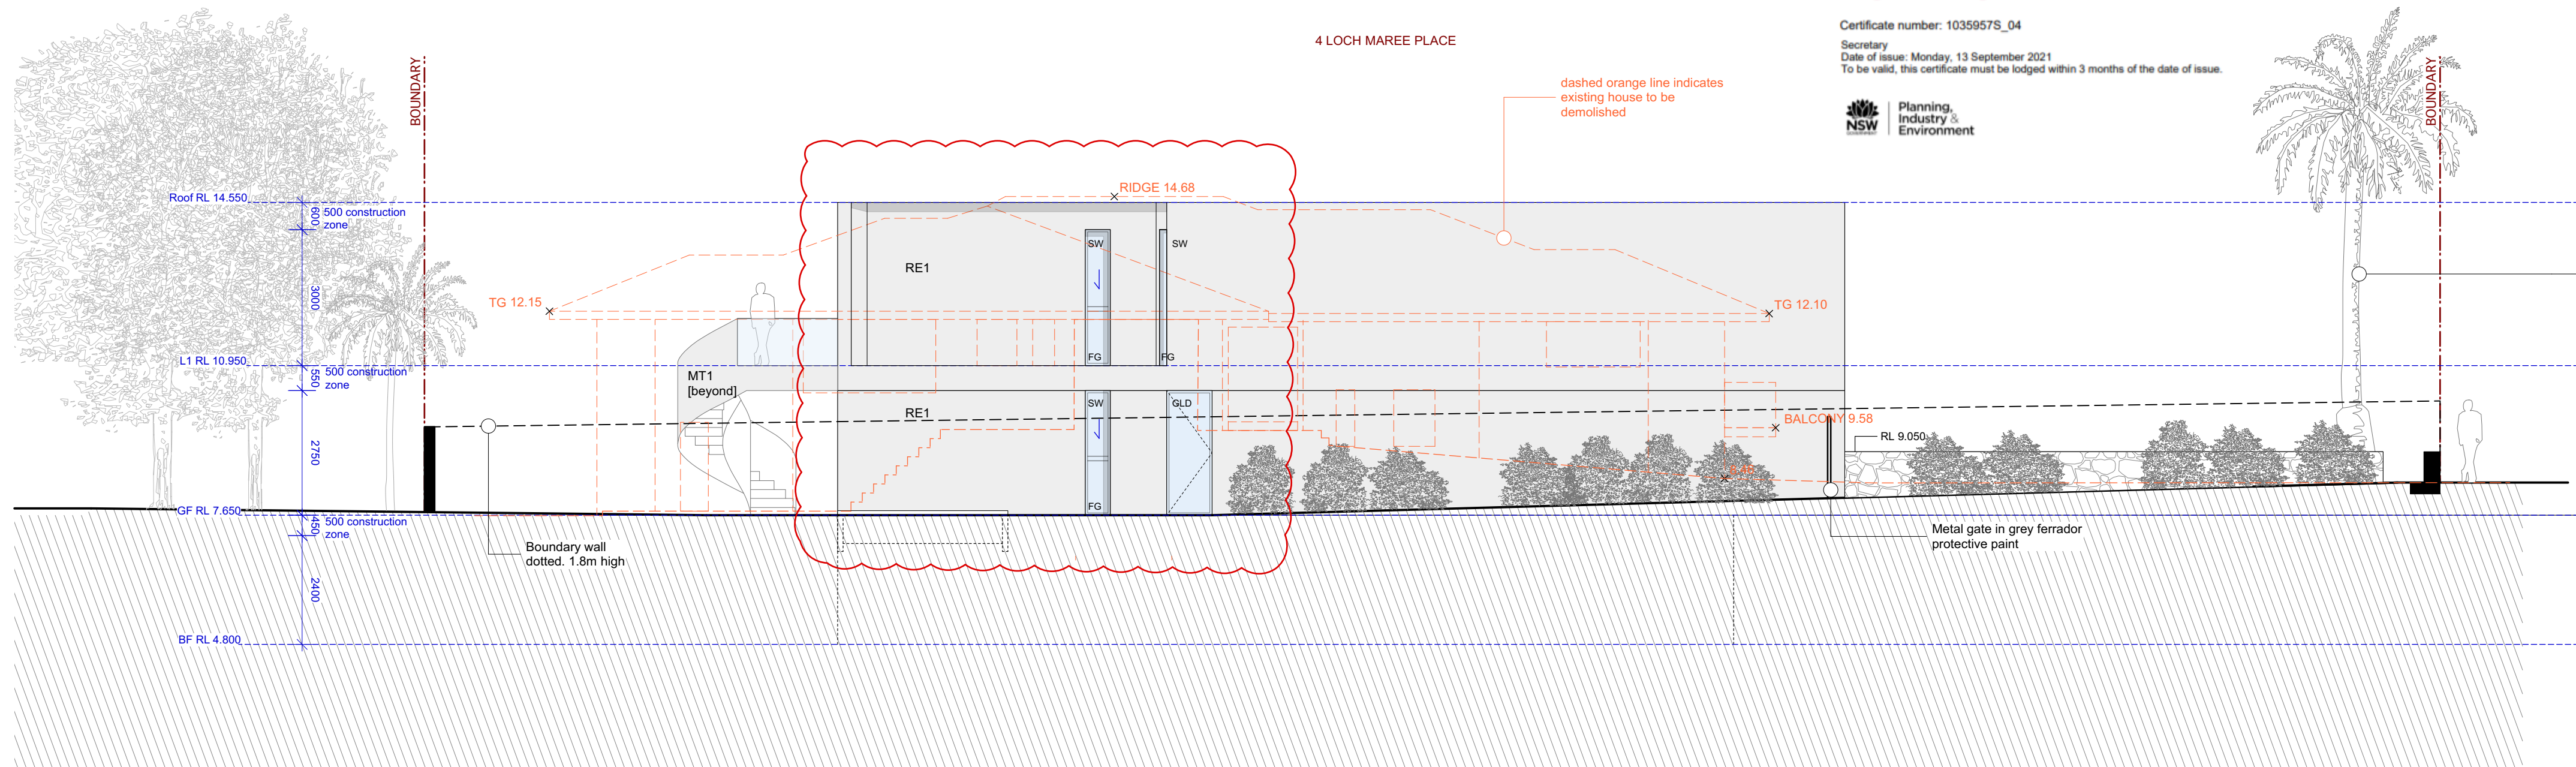 Certificate number: 1035957S_04
Secretary
Date of issue: Monday, 13 September 2021
To be valid, this certificate must be lodged within 3 months of the date of issue.
NSW
GOVERNMENT
Planning,
Industry &
Environment
4 LOCH MAREE PLACE
BOUNDARY
BOUNDARY
dashed orange line indicates
existing house to be
demolished
RIDGE 14.68
Roof RL 14.550
600
500 construction
zone
SW
SW
RE1
3000
TG 12.15
TG 12.10
L1 RL 10.950
FG
FG
550
500 construction
zone
MT1
[beyond]
SW
GLD
RE1
BALCONY 9.58
RL 9.050
2750
8.48
FG
GF RL 7.650
450
500 construction
zone
Boundary wall
dotted. 1.8m high
Metal gate in grey ferrador
protective paint
2400
BF RL 4.800